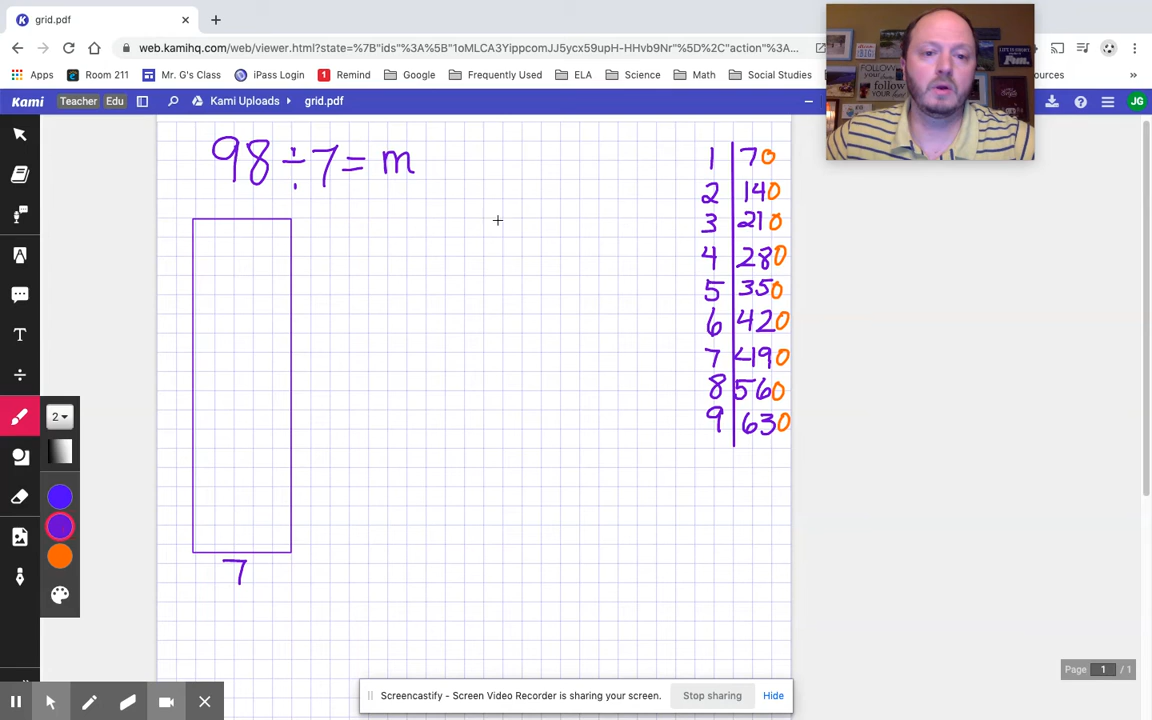 grid.pdf
web.kamihq.com/web/viewer.html?state=%7B"ids"%3A%5B"1oMLCA3YippcomJJ5ycx59upH-HHvb9Nr"%5D%2C"action"%3A...
Apps Room 211 Mr. G's Class iPass Login Remind Google Frequently Used ELA Science Math Social Studies
Kami Teacher Edu Kami Uploads grid.pdf JG
98 ÷ 7 = m
1 70
2 140
3 210
4 280
5 350
6 420
7 490
8 560
9 630
2
7
Page 1 / 1
Screencastify - Screen Video Recorder is sharing your screen. Stop sharing Hide